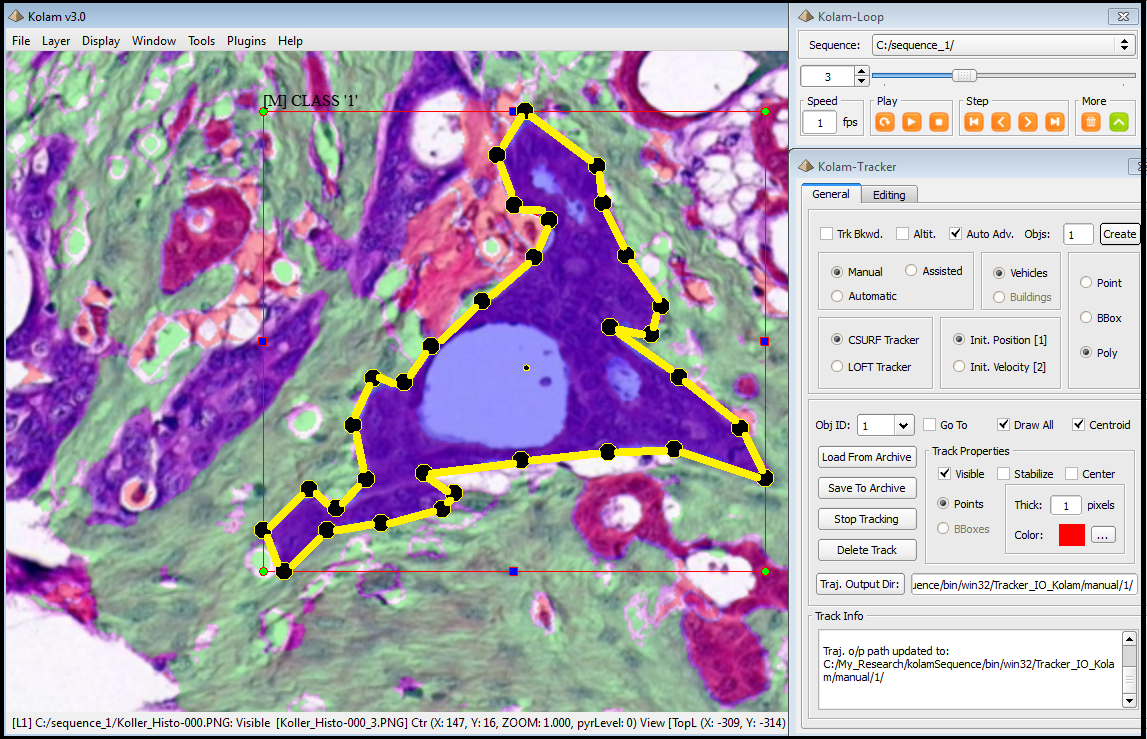 Kolam v3.0
File Layer Display Window Tools Plugins Help
[M] CLASS '1'
[L1] C:/sequence_1/Koller_Histo-000.PNG: Visible [Koller_Histo-000_3.PNG] Ctr (X: 147, Y: 16, ZOOM: 1.000, pyrLevel: 0) View [TopL (X: -309, Y: -314)
Kolam-Loop
Sequence: C:/sequence_1/
3
Speed Play Step More
1 fps
Kolam-Tracker
General Editing
Trk Bkwd. Altit. Auto Adv. Objs: 1 Create
Manual Assisted Vehicles Point
Automatic Buildings
BBox
CSURF Tracker Init. Position [1] Poly
LOFT Tracker Init. Velocity [2]
Obj ID: 1 Go To Draw All Centroid
Load From Archive Track Properties
Visible Stabilize Center
Save To Archive
Points Thick: 1 pixels
Stop Tracking
BBoxes Color: ...
Delete Track
Traj. Output Dir: uence/bin/win32/Tracker_IO_Kolam/manual/1/
Track Info
Traj. o/p path updated to:
C:/My_Research/kolamSequence/bin/win32/Tracker_IO_Kola
m/manual/1/